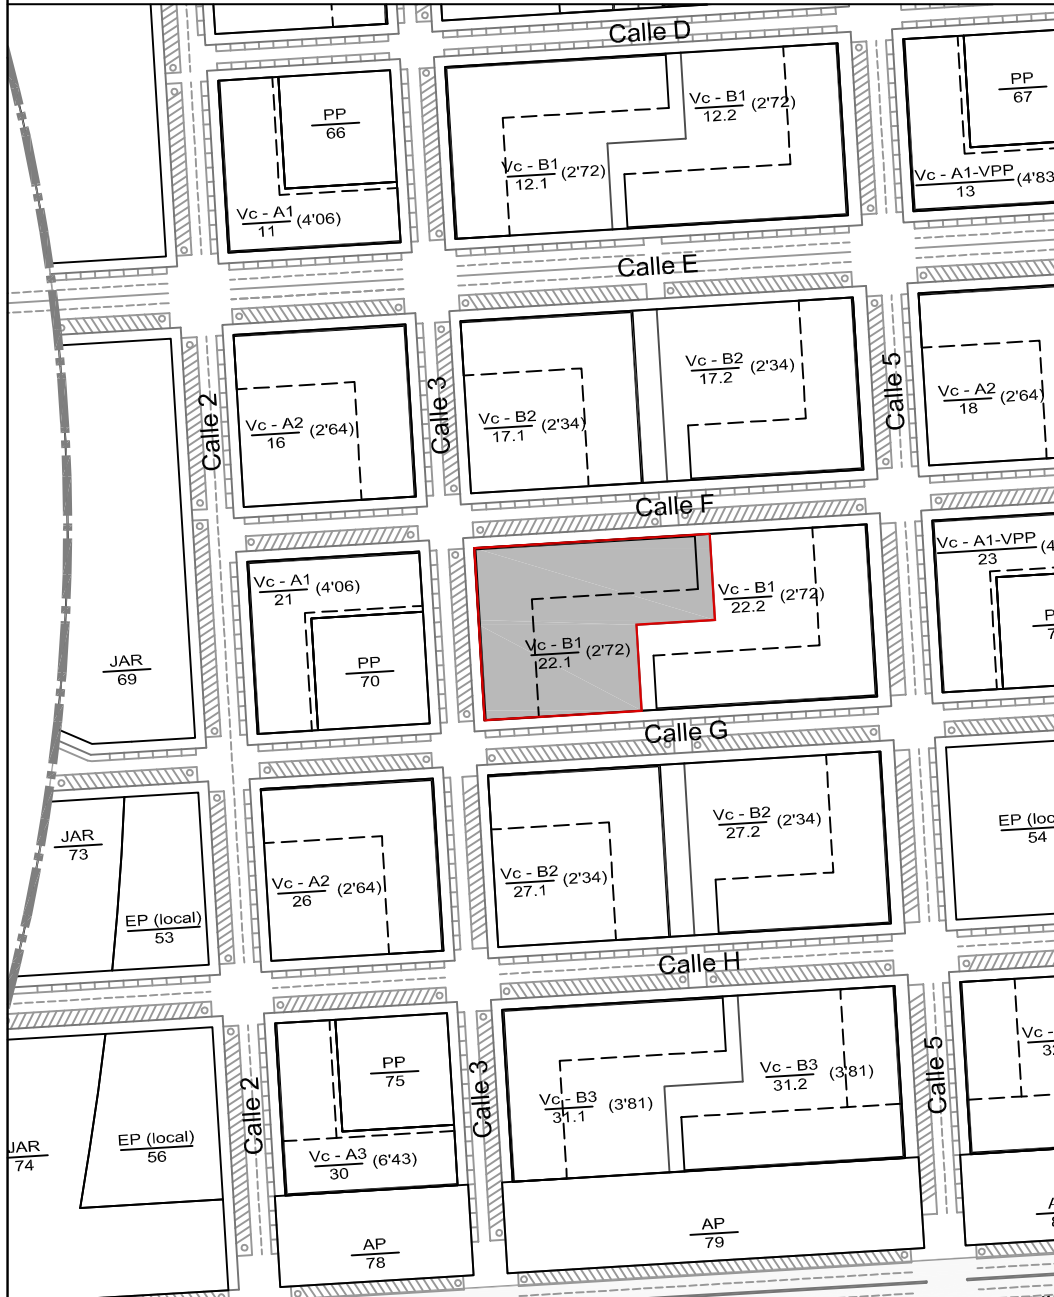 Calle D
PP
66
Vc - B1
12.2
(2'72)
PP
67
Vc - B1
12.1
(2'72)
Vc - A1-VPP
13
(4'83
Vc - A1
11
(4'06)
Calle E
Calle 2
Calle 3
Calle 5
Vc - B2
17.2
(2'34)
Vc - A2
16
(2'64)
Vc - B2
17.1
(2'34)
Vc - A2
18
(2'64)
Calle F
Vc - A1
21
(4'06)
Vc - B1
22.2
(2'72)
Vc - A1-VPP
23
(4
JAR
69
PP
70
Vc - B1
22.1
(2'72)
Calle G
JAR
73
EP (local)
53
Vc - A2
26
(2'64)
Vc - B2
27.1
(2'34)
Vc - B2
27.2
(2'34)
EP (loc
54
Calle H
Calle 2
Calle 3
Calle 5
PP
75
Vc - B3
31.1
(3'81)
Vc - B3
31.2
(3'81)
Vc -
JAR
74
EP (local)
56
Vc - A3
30
(6'43)
AP
78
AP
79